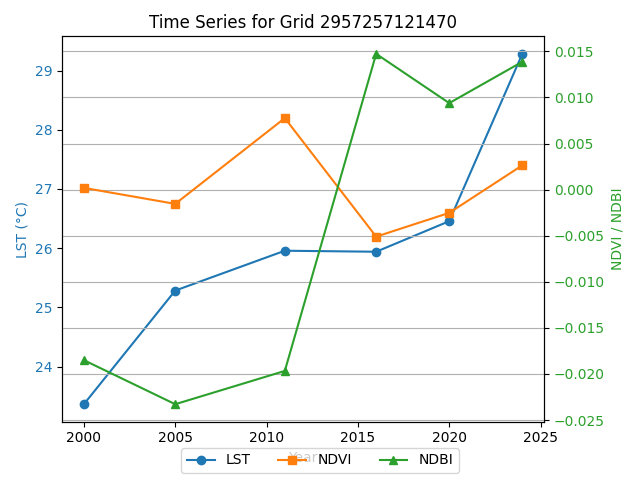 Time Series for Grid 2957257121470
LST (°C)
29
28
27
26
25
24
0.015
0.010
0.005
0.000
−0.005
−0.010
−0.015
−0.020
−0.025
NDVI / NDBI
2000 2005 2010 2015 2020 2025
Year
LST NDVI NDBI